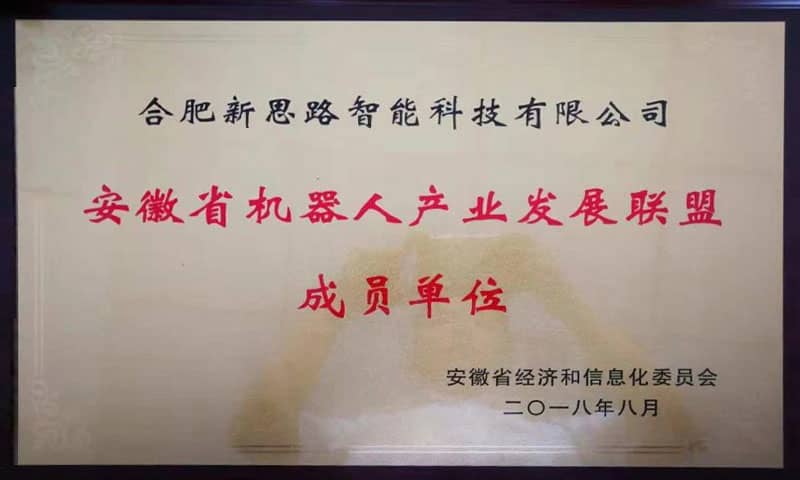 合肥新思路智能科技有限公司
安徽省机器人产业发展联盟
成员单位
安徽省经济和信息化委员会
二〇一八年八月